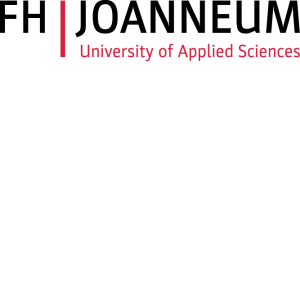 FH JOANNEUM
University of Applied Sciences